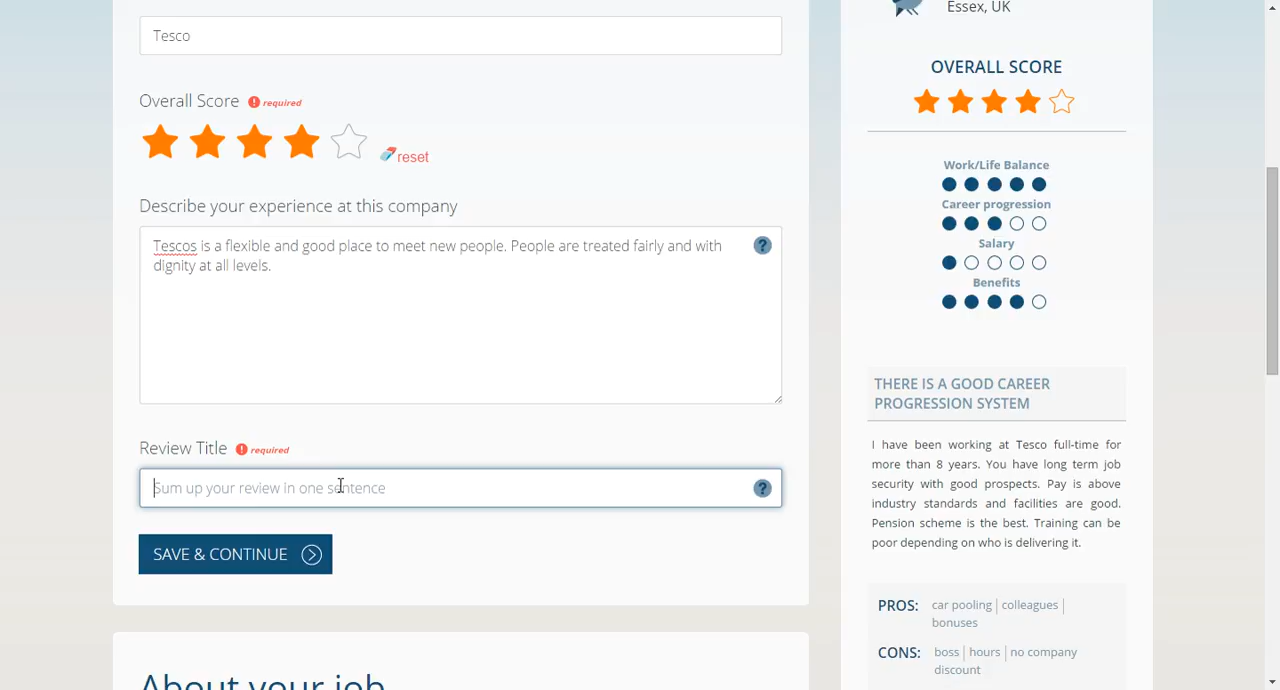 Tesco
Overall Score ! required
reset
Describe your experience at this company
Tescos is a flexible and good place to meet new people. People are treated fairly and with
dignity at all levels.
?
Review Title ! required
Sum up your review in one sentence
?
SAVE & CONTINUE
About your job
Essex, UK
OVERALL SCORE
Work/Life Balance
Career progression
Salary
Benefits
THERE IS A GOOD CAREER
PROGRESSION SYSTEM
I have been working at Tesco full-time for
more than 8 years. You have long term job
security with good prospects. Pay is above
industry standards and facilities are good.
Pension scheme is the best. Training can be
poor depending on who is delivering it.
PROS: car pooling | colleagues |
bonuses
CONS: boss | hours | no company
discount